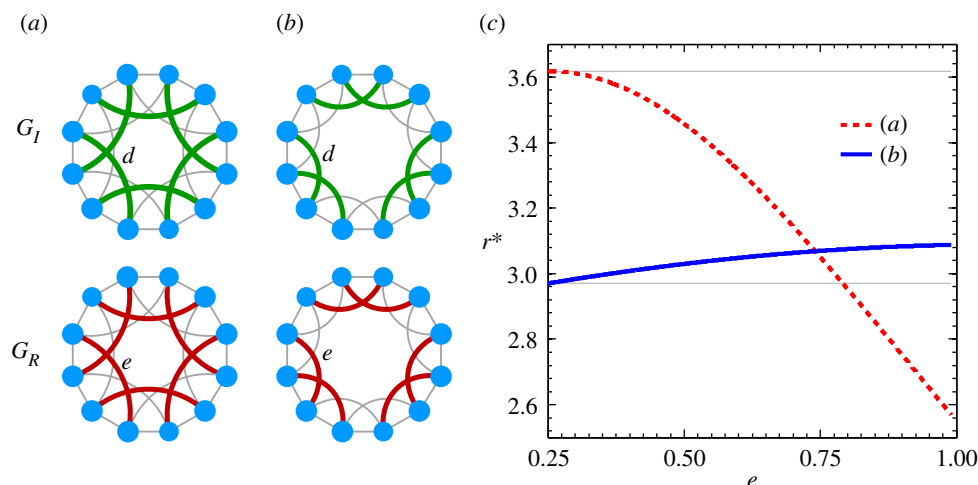 (a)
(b)
(c)
G_I
d
d
G_R
e
e
3.6
3.4
3.2
r*
3.0
2.8
2.6
(a)
(b)
0.25
0.50
0.75
1.00
e